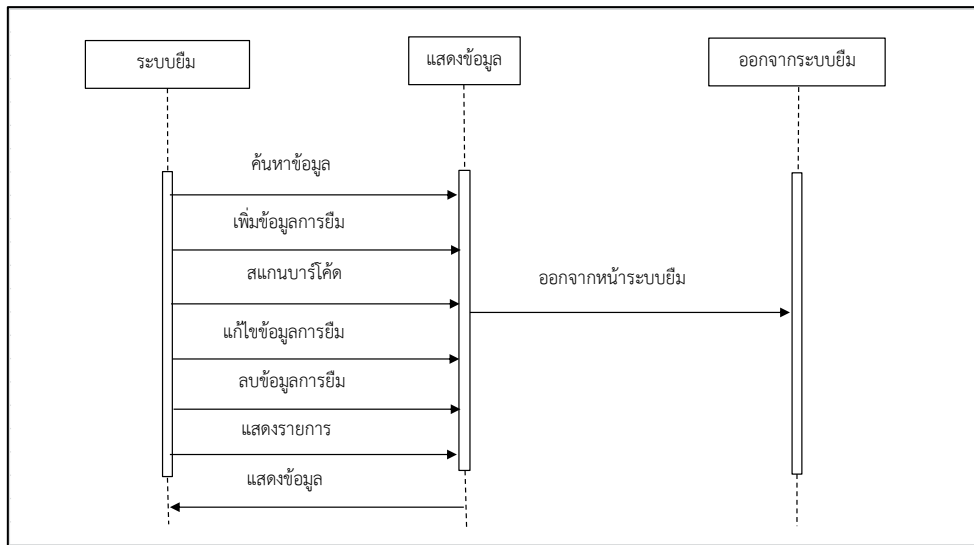 ระบบยืม
แสดงข้อมูล
ออกจากระบบยืม
ค้นหาข้อมูล
เพิ่มข้อมูลการยืม
สแกนบาร์โค้ด
ออกจากหน้าระบบยืม
แก้ไขข้อมูลการยืม
ลบข้อมูลการยืม
แสดงรายการ
แสดงข้อมูล